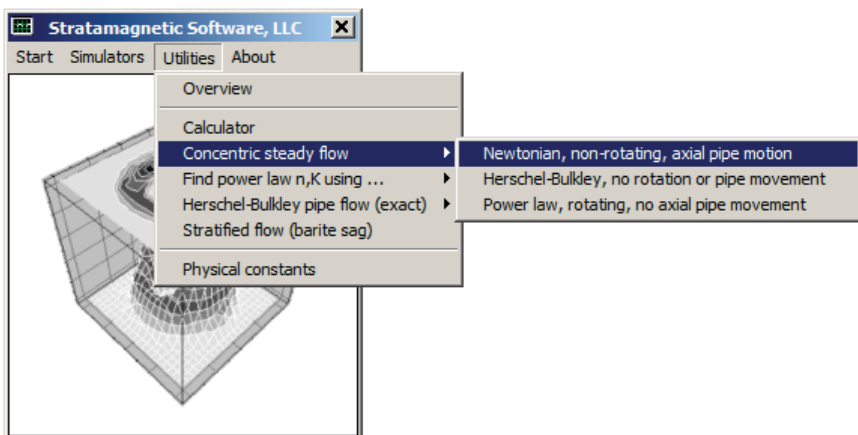 Stratamagnetic Software, LLC
Start Simulators Utilities About
Overview
Calculator
Concentric steady flow
Find power law n,K using ...
Herschel-Bulkley pipe flow (exact)
Stratified flow (barite sag)
Physical constants
Newtonian, non-rotating, axial pipe motion
Herschel-Bulkley, no rotation or pipe movement
Power law, rotating, no axial pipe movement